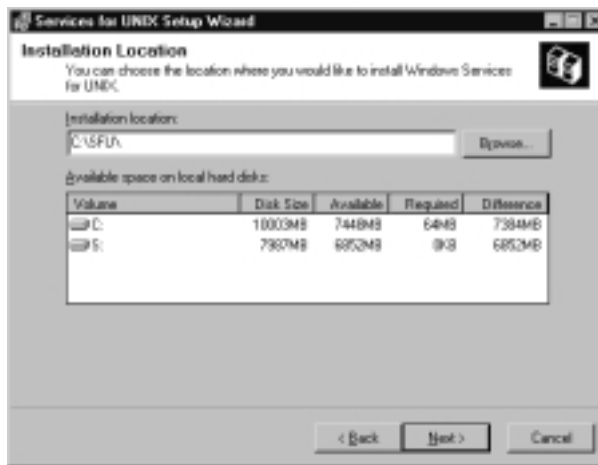 Services for UNIX Setup Wizard
Installation Location
You can choose the location where you would like to install Windows Services
for UNIX.
Installation location:
C:\SFU\
Browse...
Available space on local hard disks:
Volume Disk Size Available Required Difference
C: 10003MB 7448MB 64MB 7384MB
S: 7987MB 6852MB 0KB 6852MB
< Back Next > Cancel